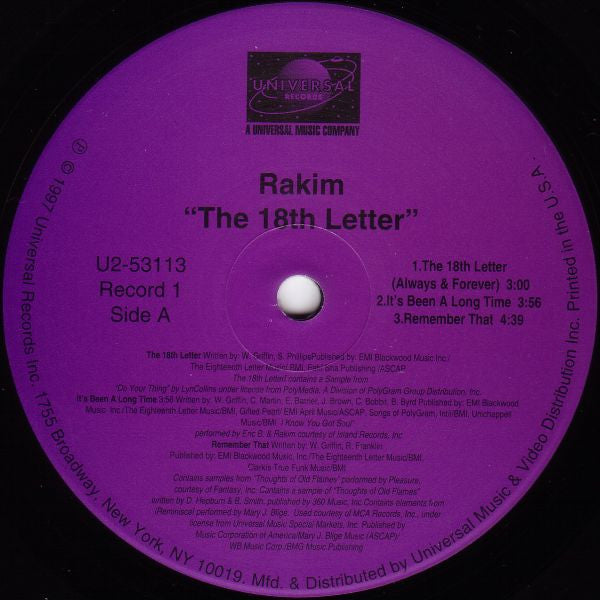 UNIVERSAL
RECORDS
A UNIVERSAL MUSIC COMPANY
Rakim
“The 18th Letter”
U2-53113
Record 1
Side A
1.The 18th Letter
(Always & Forever) 3:00
2.It's Been A Long Time 3:56
3.Remember That 4:39
The 18th Letter Written by: W. Griffin, S. PhillipsPublished by: EMI Blackwood Music Inc./
The Eighteenth Letter Music/ BMI, Publishing /ASCAP
The 18th Letter/ contains a Sample from
"Do Your Thing" by LynCollins under license from PolyMedia, A Division of PolyGram Group Distribution, Inc.
It's Been A Long Time 3:56 Written by: W. Griffin, C. Martin, E. Barrier, J. Brown, C. Bobbit, B. Byrd Published by: EMI Blackwood
Music Inc./The Eighteenth Letter Music/BMI, Gifted Pearl/ EMI April Music/ASCAP, Songs of PolyGram, Intl/BMI, Unichappell
Music/BMI. I Know You Got Soul"
performed by Eric B. & Rakim courtesy of Island Records, Inc
Remember That Written by: W. Griffin, R. Franklin
Published by: EMI Blackwood Music, Inc/The Eighteenth Letter Music/BMI.
Clarkis True Funk Music/BMI
Contains samples from "Thoughts of Old Flames" performed by Pleasure,
courtesy of Fantasy, Inc. Contains a sample of "Thoughts of Old Flames"
written by D. Hepburn & B. Smith, published by 360 Music, Inc Contains elements from
(Reminisce) performed by Mary J. Blige. Used courtesy of MCA Records, Inc., under
license from Universal Music Special Markets, Inc. Published by
Music Corporation of America/Mary J. Blige Music (ASCAP)
WB Music Corp./BMG Music Publishing
℗ © 1997 Universal Records Inc. 1755 Broadway, New York, NY 10019. Mfd. & Distributed by Universal Music & Video Distribution Inc. Printed in the U.S.A.